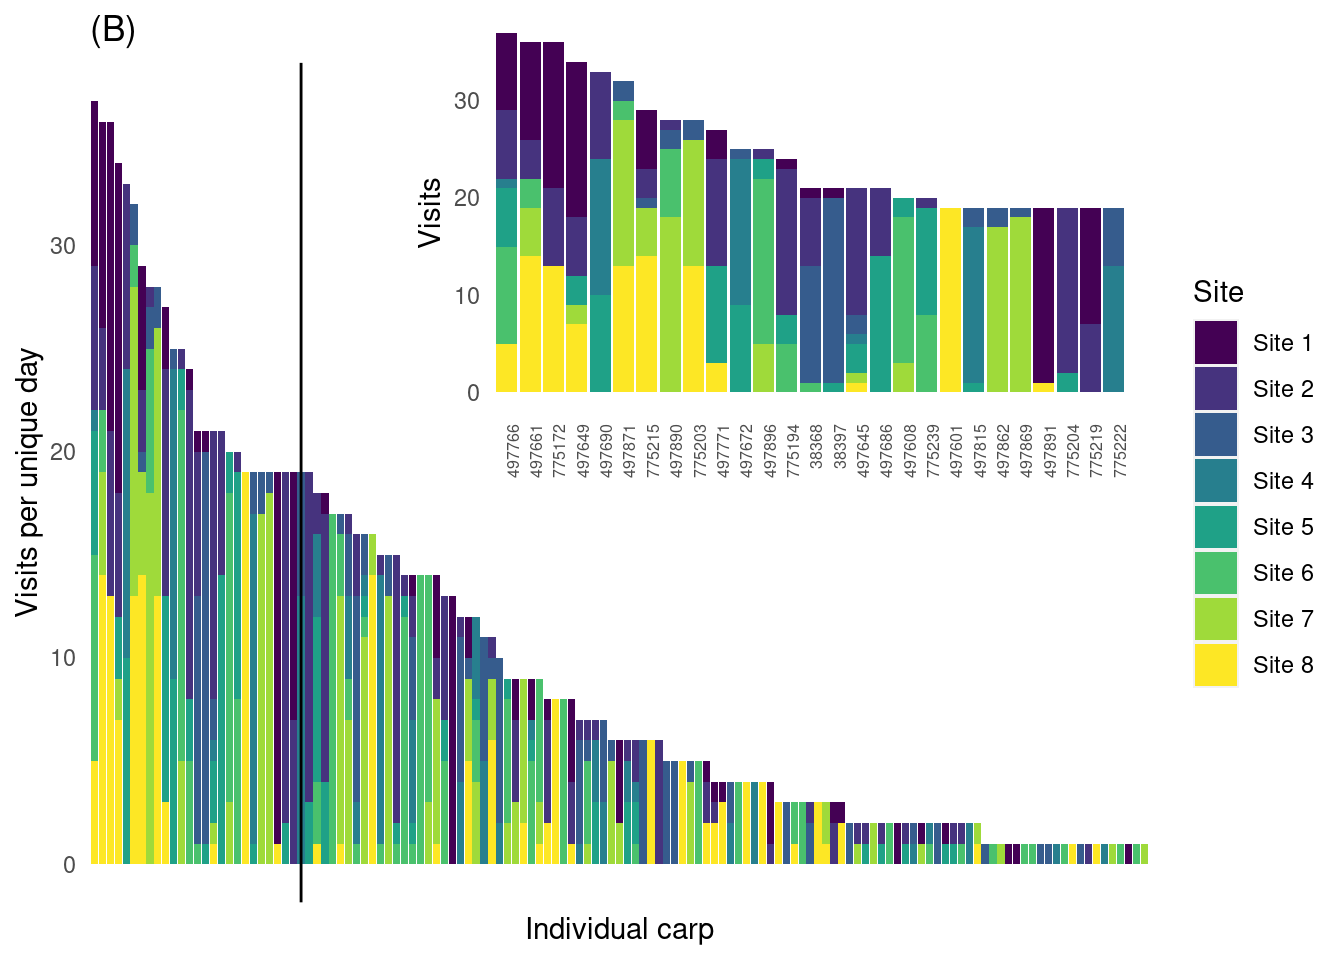 (B)
Visits per unique day
30
20
10
0
Individual carp
Visits
30
20
10
0
497766
497661
775172
497649
497690
497871
775215
497890
775203
497771
497672
497896
775194
38368
38397
497645
497686
497608
775239
497601
497815
497862
497869
497891
775204
775219
775222
Site
Site 1
Site 2
Site 3
Site 4
Site 5
Site 6
Site 7
Site 8